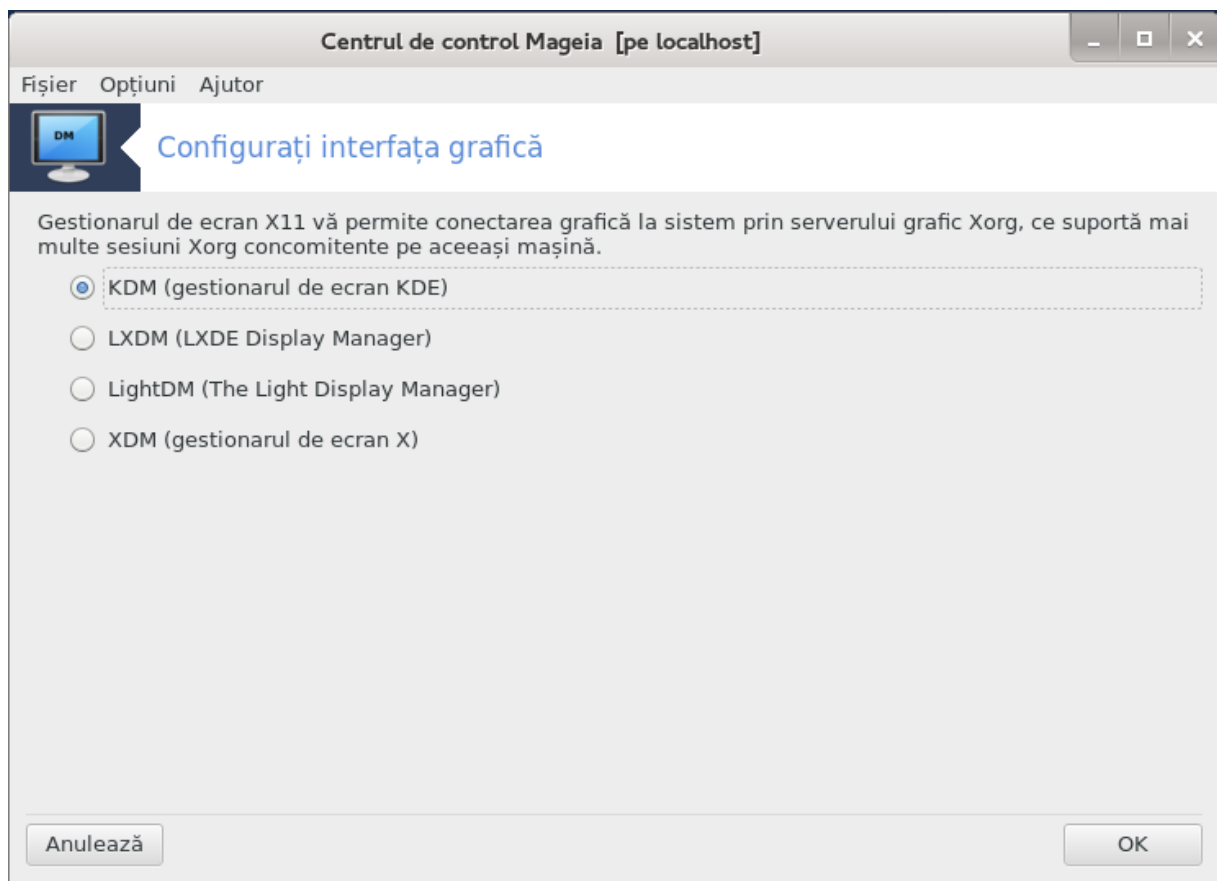 Centrul de control Mageia [pe localhost]
Fișier Opțiuni Ajutor
DM
Configurați interfața grafică
Gestionarul de ecran X11 vă permite conectarea grafică la sistem prin serverului grafic Xorg, ce suportă mai
multe sesiuni Xorg concomitente pe aceeași mașină.
KDM (gestionarul de ecran KDE)
LXDM (LXDE Display Manager)
LightDM (The Light Display Manager)
XDM (gestionarul de ecran X)
Anulează OK